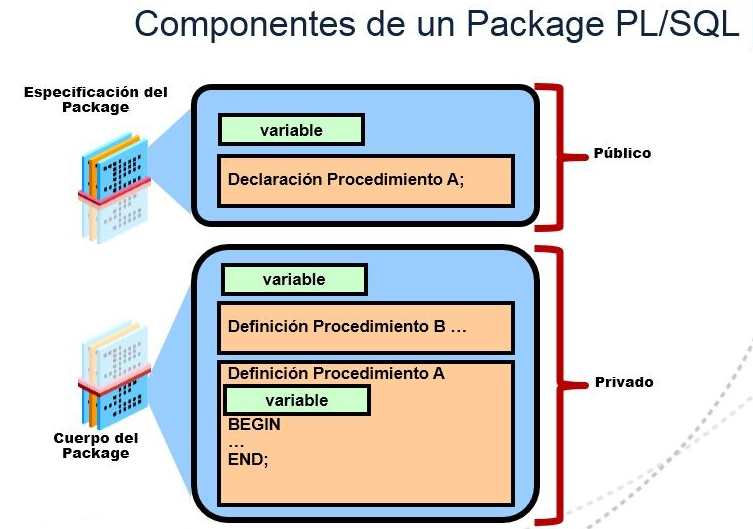 Componentes de un Package PL/SQL
Especificación del
Package
variable
Declaración Procedimiento A;
Público
variable
Definición Procedimiento B ...
Definición Procedimiento A
variable
BEGIN
...
END;
Privado
Cuerpo del
Package